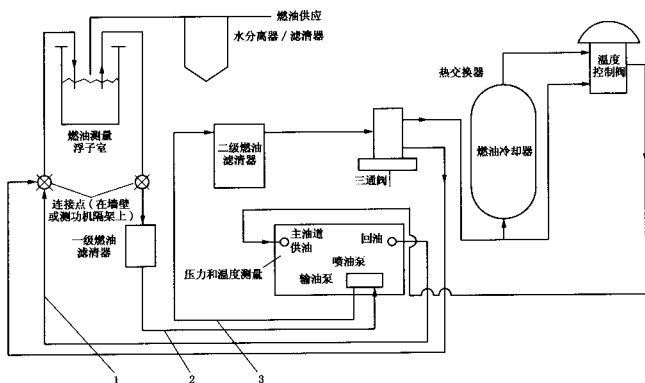 燃油供应
水分离器/滤清器
温度
控制阀
热交换器
燃油测量
浮子室
二级燃油
滤清器
燃油冷却器
三通阀
连接点(在墙壁
或测功机隔架上)
一级燃油
滤清器
主油道
供油
回油
压力和温度测量
喷油泵
输油泵
1
2
3